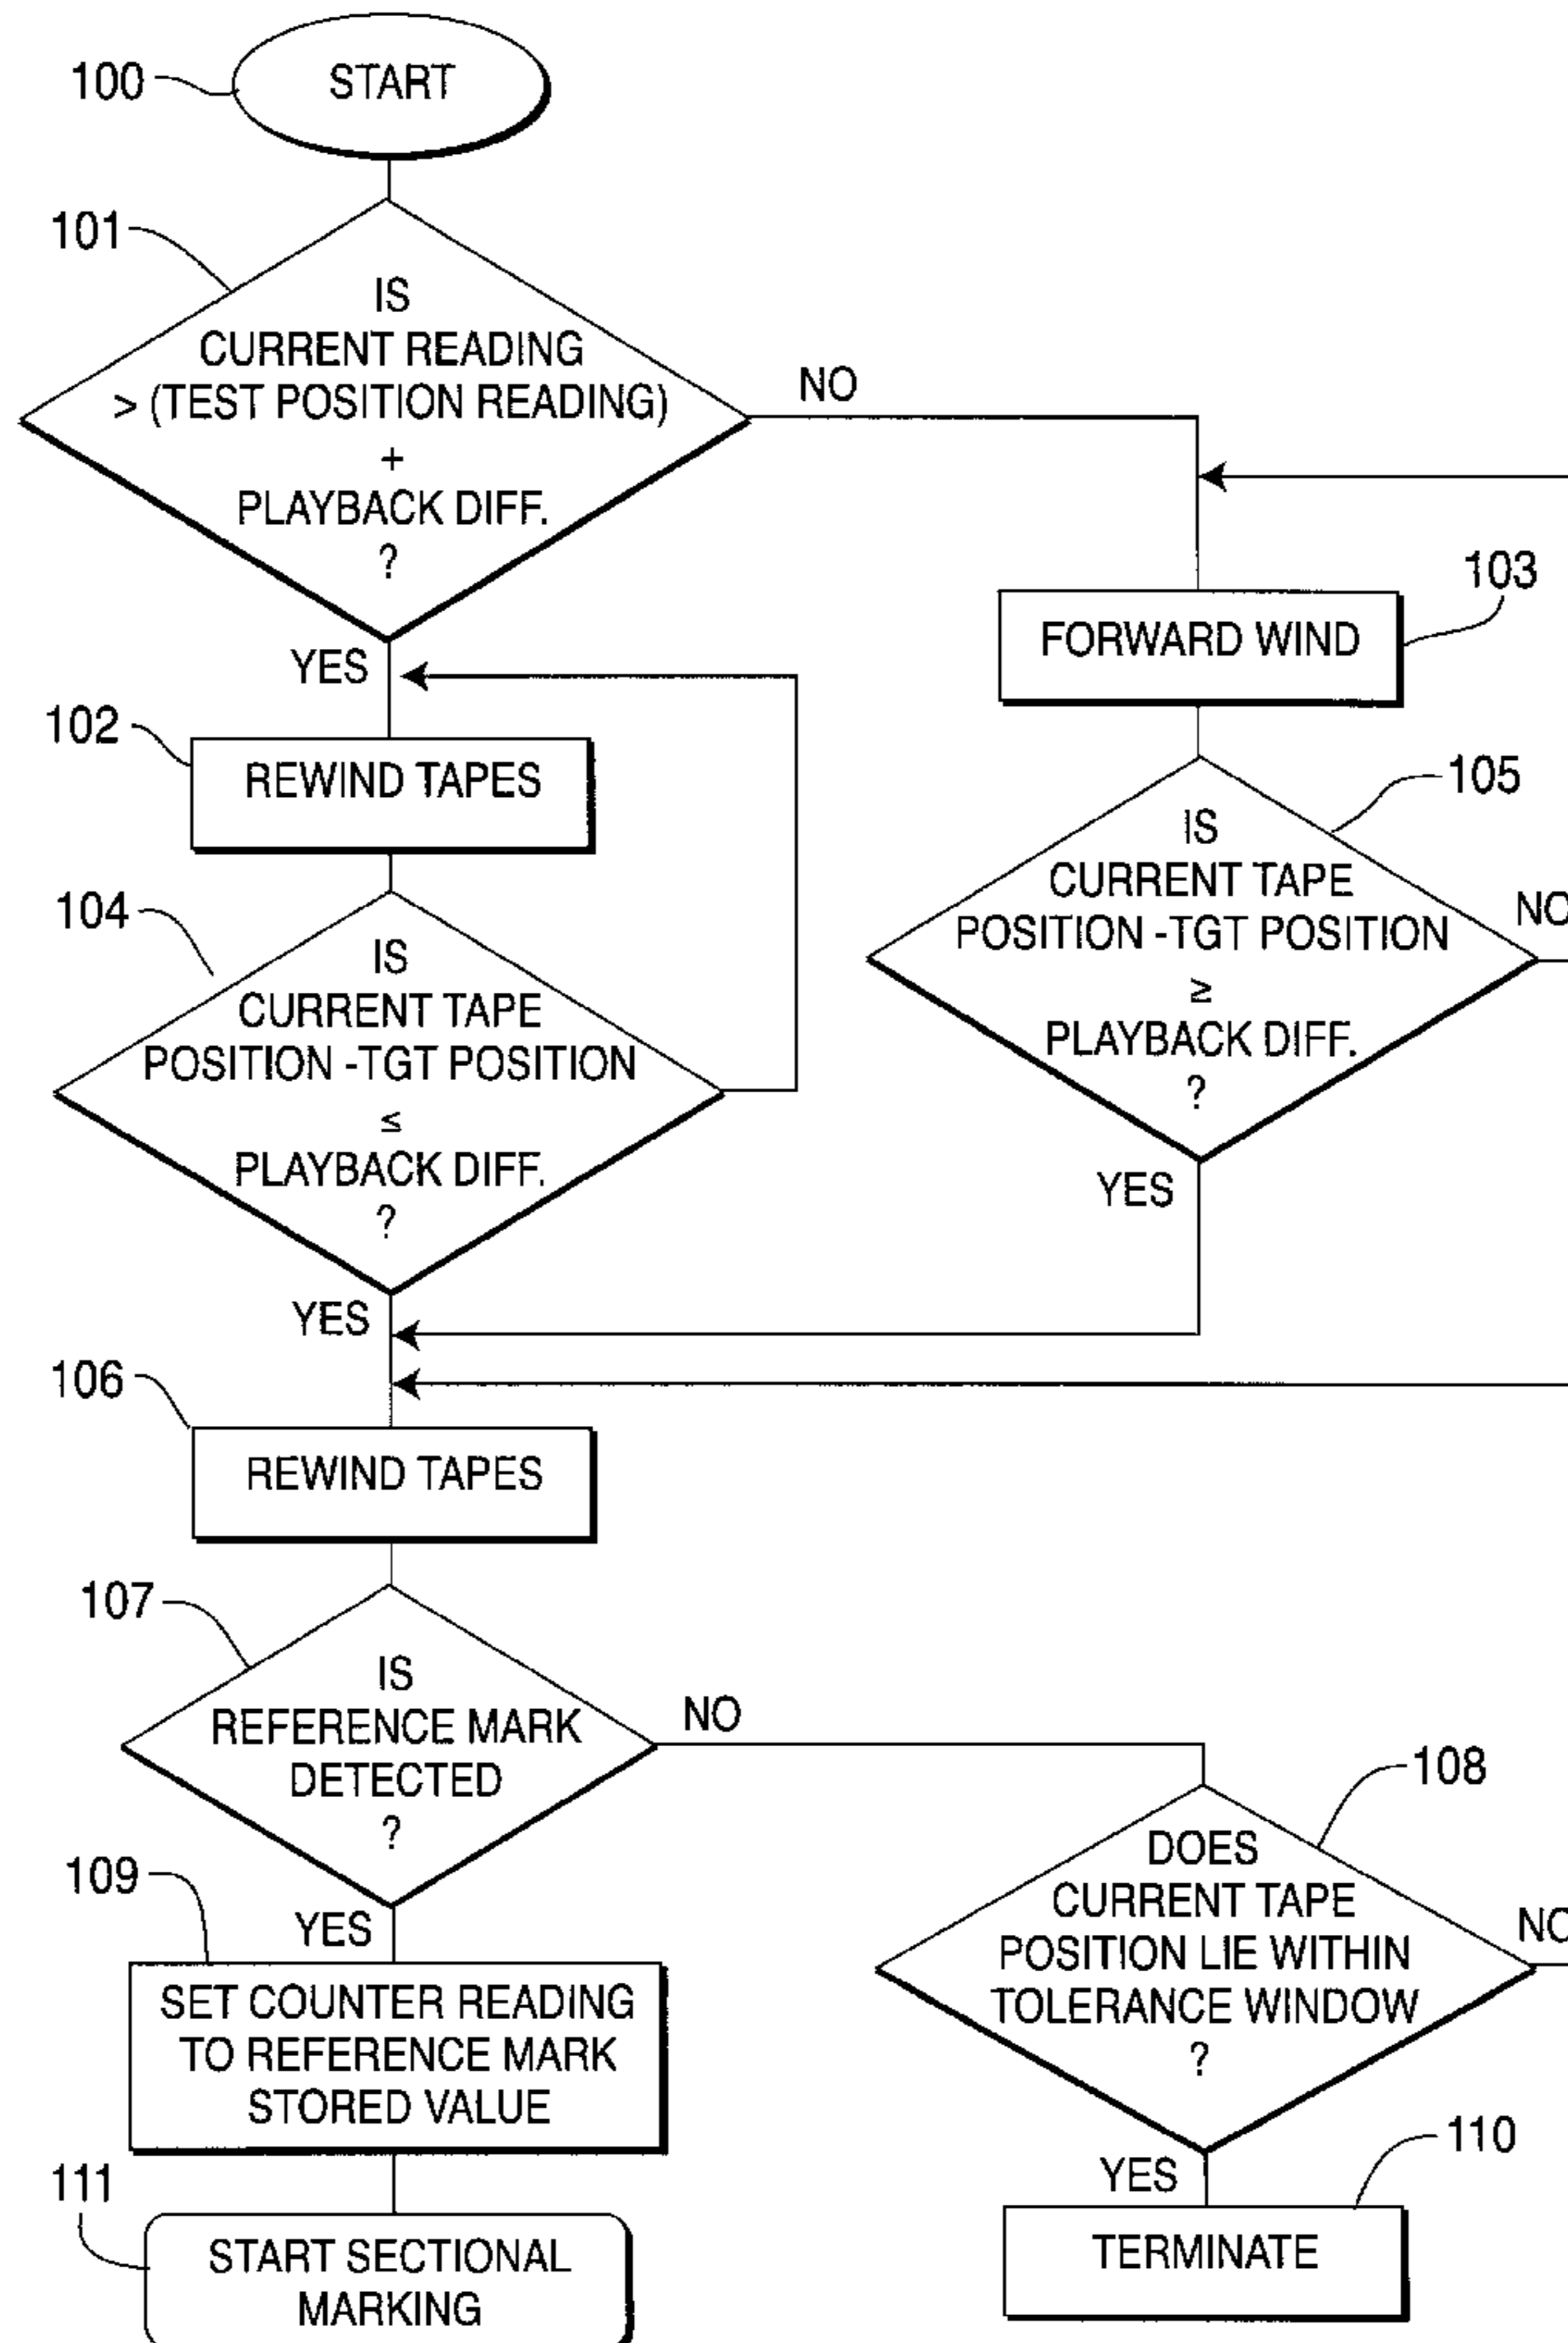 100
START
101
IS
CURRENT READING
> (TEST POSITION READING)
+
PLAYBACK DIFF.
?
NO
YES
103
FORWARD WIND
102
REWIND TAPES
105
IS
CURRENT TAPE
POSITION -TGT POSITION
≥
PLAYBACK DIFF.
?
NO
YES
104
IS
CURRENT TAPE
POSITION -TGT POSITION
≤
PLAYBACK DIFF.
?
YES
106
REWIND TAPES
107
IS
REFERENCE MARK
DETECTED
?
NO
YES
108
DOES
CURRENT TAPE
POSITION LIE WITHIN
TOLERANCE WINDOW
?
NO
YES
109
SET COUNTER READING
TO REFERENCE MARK
STORED VALUE
110
TERMINATE
111
START SECTIONAL
MARKING